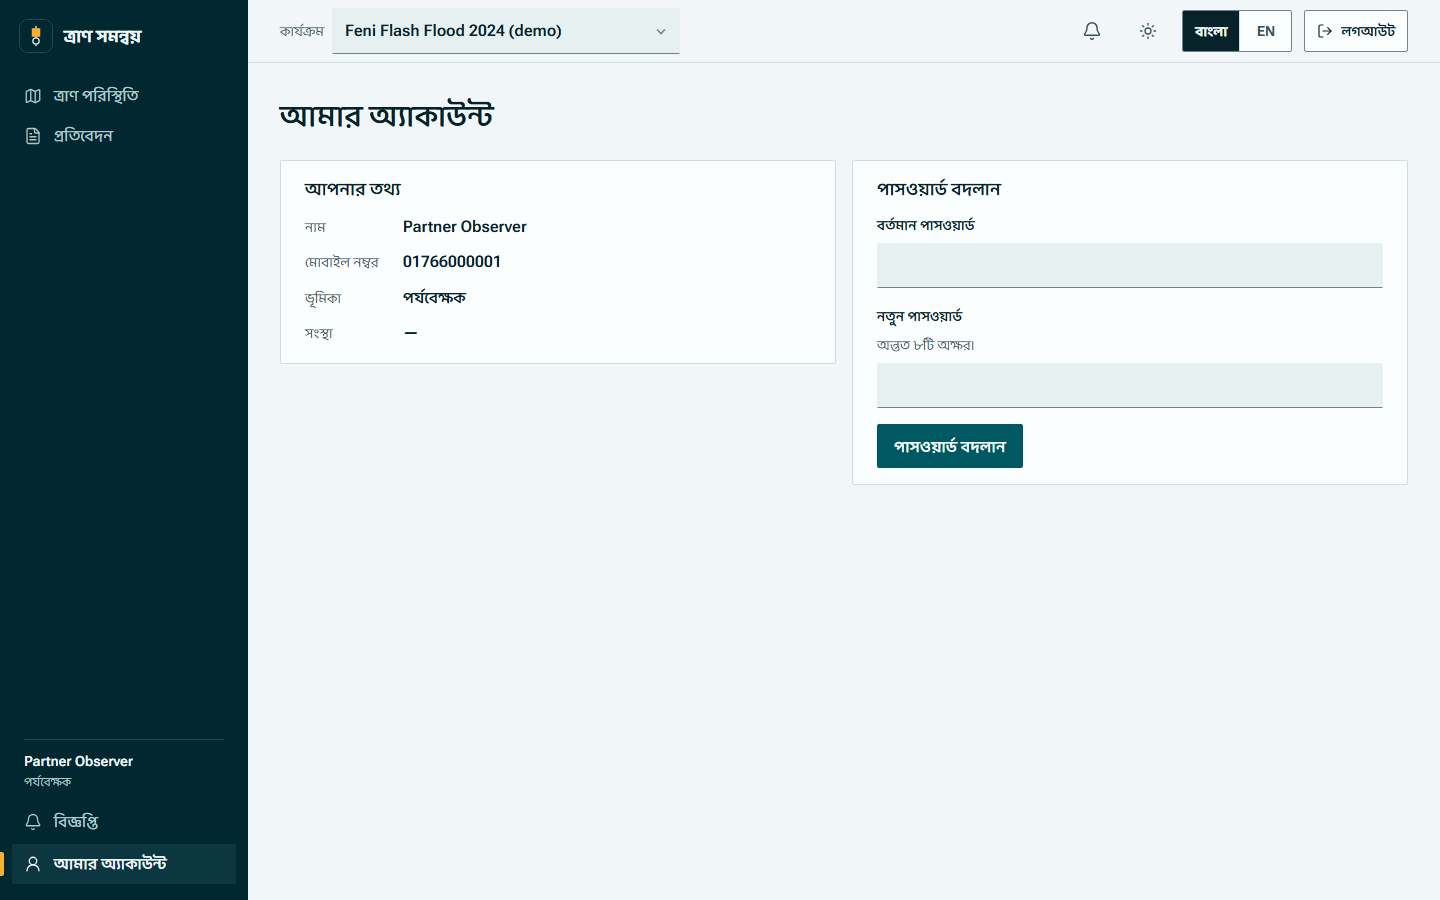 ত্রাণ সমন্বয়
ত্রাণ পরিস্থিতি
প্রতিবেদন
Partner Observer
পর্যবেক্ষক
বিজ্ঞপ্তি
আমার অ্যাকাউন্ট
কার্যক্রম
Feni Flash Flood 2024 (demo)
বাংলা
EN
লগআউট
আমার অ্যাকাউন্ট
আপনার তথ্য
নাম Partner Observer
মোবাইল নম্বর 01766000001
ভূমিকা পর্যবেক্ষক
সংস্থা —
পাসওয়ার্ড বদলান
বর্তমান পাসওয়ার্ড
নতুন পাসওয়ার্ড
অন্তত ৮টি অক্ষর।
পাসওয়ার্ড বদলান